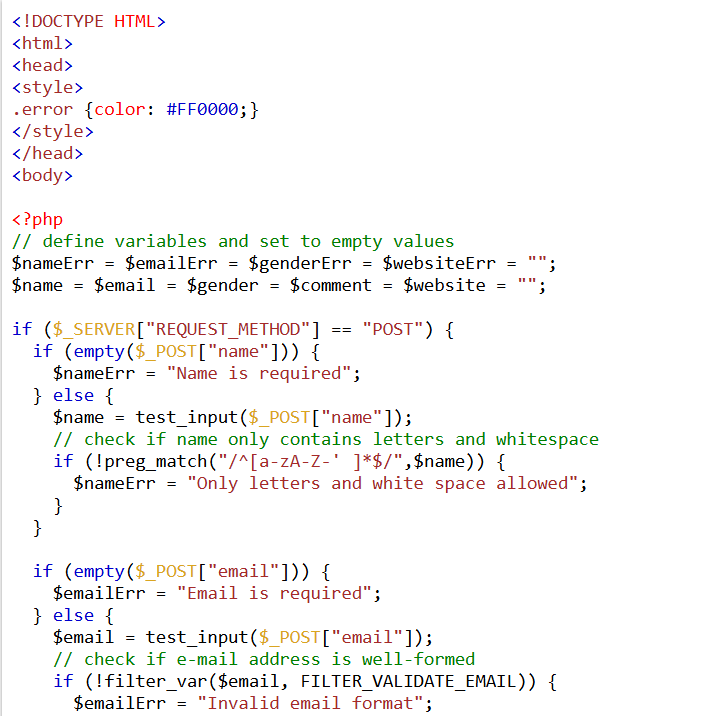 <!DOCTYPE HTML>
<html>
<head>
<style>
.error {color: #FF0000;}
</style>
</head>
<body>

<?php
// define variables and set to empty values
$nameErr = $emailErr = $genderErr = $websiteErr = "";
$name = $email = $gender = $comment = $website = "";

if ($_SERVER["REQUEST_METHOD"] == "POST") {
  if (empty($_POST["name"])) {
    $nameErr = "Name is required";
  } else {
    $name = test_input($_POST["name"]);
    // check if name only contains letters and whitespace
    if (!preg_match("/^[a-zA-Z-' ]*$/",$name)) {
      $nameErr = "Only letters and white space allowed";
    }
  }

  if (empty($_POST["email"])) {
    $emailErr = "Email is required";
  } else {
    $email = test_input($_POST["email"]);
    // check if e-mail address is well-formed
    if (!filter_var($email, FILTER_VALIDATE_EMAIL)) {
      $emailErr = "Invalid email format";